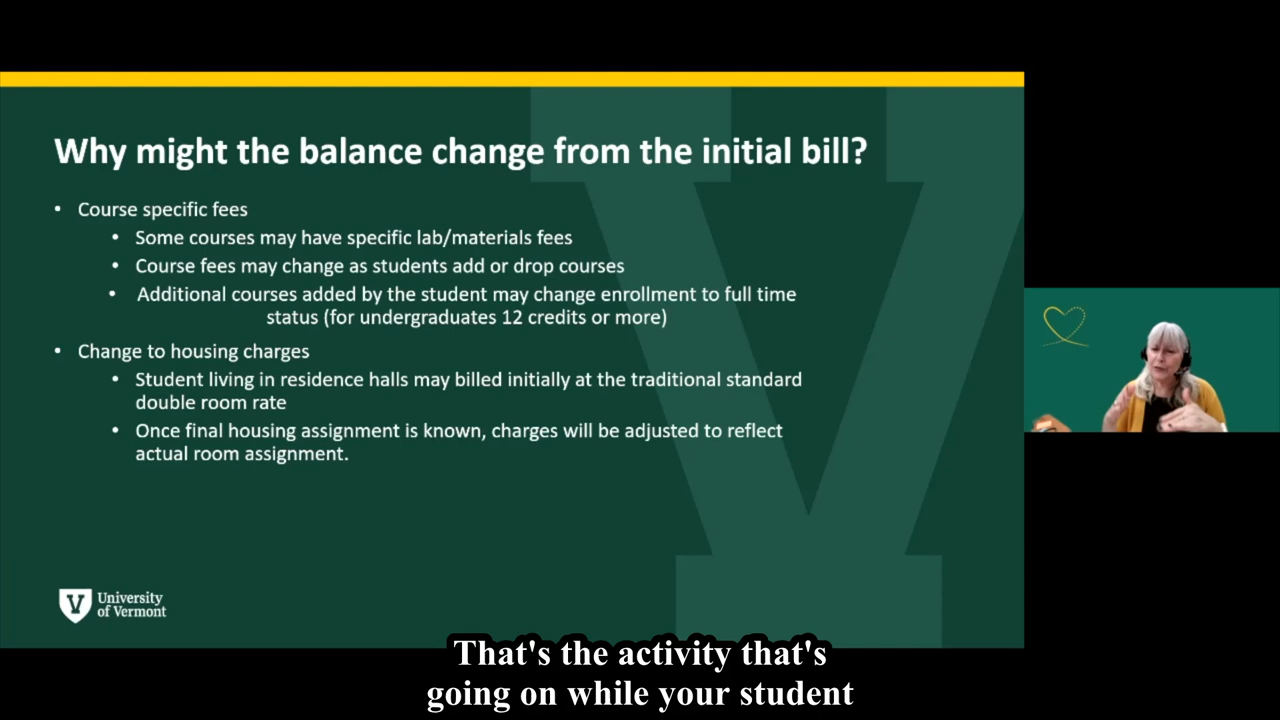 Why might the balance change from the initial bill?
• Course specific fees
• Some courses may have specific lab/materials fees
• Course fees may change as students add or drop courses
• Additional courses added by the student may change enrollment to full time
status (for undergraduates 12 credits or more)
• Change to housing charges
• Student living in residence halls may billed initially at the traditional standard
double room rate
• Once final housing assignment is known, charges will be adjusted to reflect
actual room assignment.
V
University
of Vermont
That's the activity that's
going on while your student